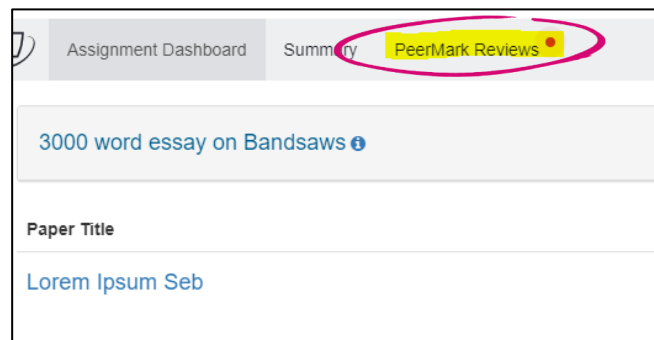 Assignment Dashboard Summary PeerMark Reviews
3000 word essay on Bandsaws
Paper Title
Lorem Ipsum Seb